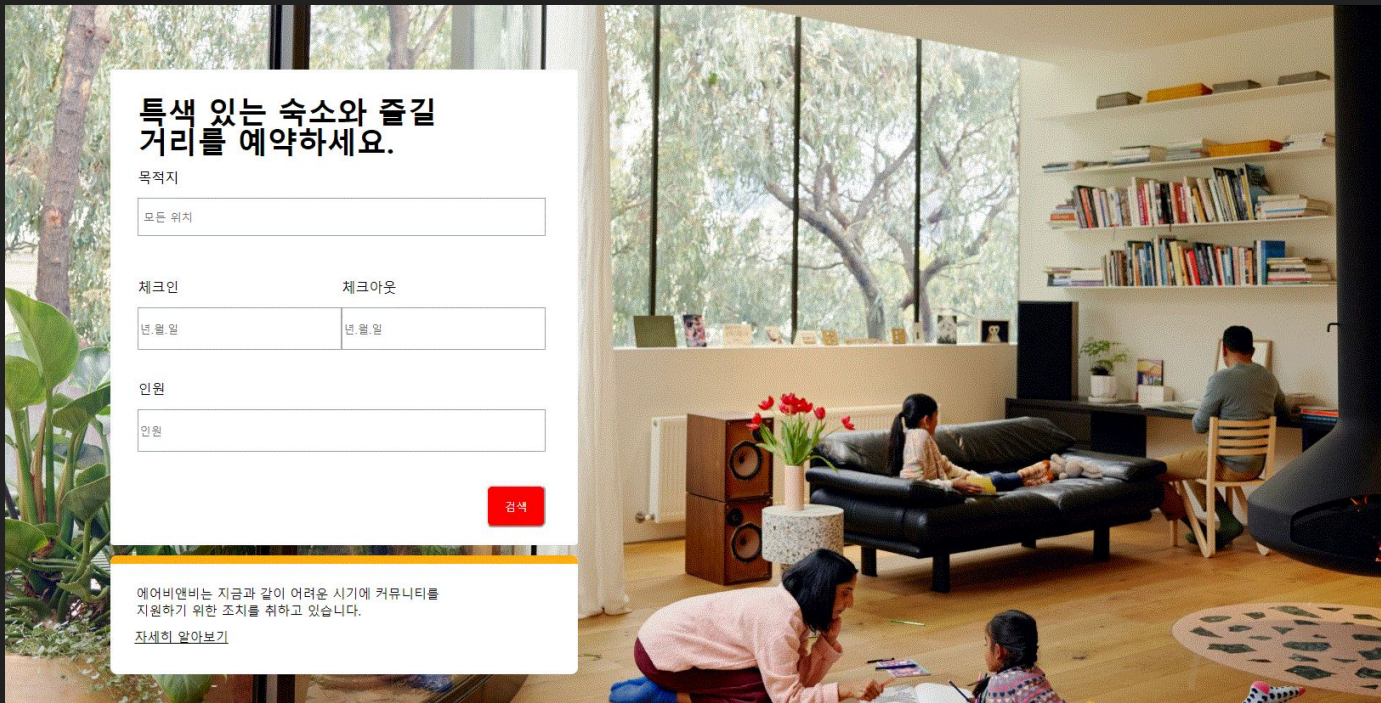 특색 있는 숙소와 즐길
거리를 예약하세요.
목적지
모든 위치
체크인 체크아웃
년.월.일 년.월.일
인원
인원
검색
에어비앤비는 지금과 같이 어려운 시기에 커뮤니티를
지원하기 위한 조치를 취하고 있습니다.
자세히 알아보기